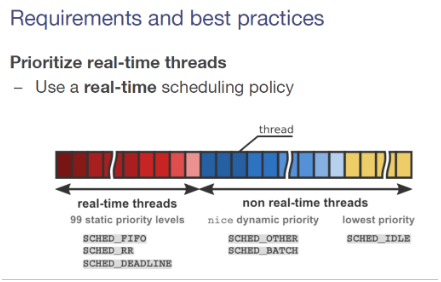 Requirements and best practices
Prioritize real-time threads
– Use a real-time scheduling policy
thread
real-time threads non real-time threads
99 static priority levels nice dynamic priority lowest priority
SCHED_FIFO SCHED_OTHER SCHED_IDLE
SCHED_RR SCHED_BATCH
SCHED_DEADLINE